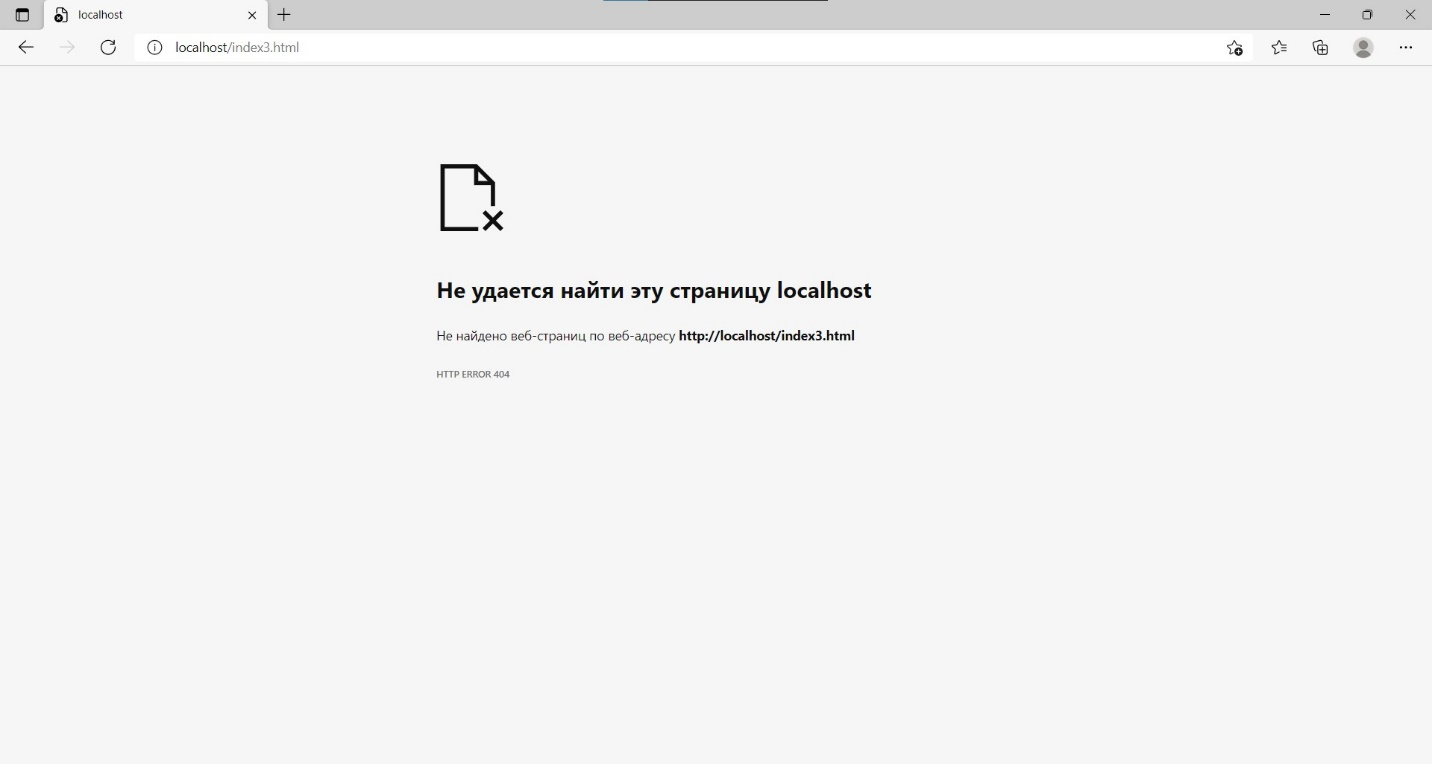 localhost
localhost/index3.html
Не удается найти эту страницу localhost
Не найдено веб-страниц по веб-адресу http://localhost/index3.html
HTTP ERROR 404